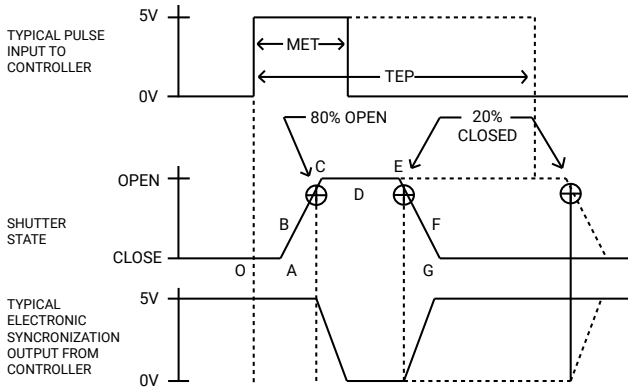 5V
TYPICAL PULSE
INPUT TO
CONTROLLER
MET
TEP
0V
80% OPEN
20%
CLOSED
C
E
OPEN
D
B
F
SHUTTER
STATE
CLOSE
O
A
G
TYPICAL
ELECTRONIC
SYNCRONIZATION
OUTPUT FROM
CONTROLLER
5V
0V